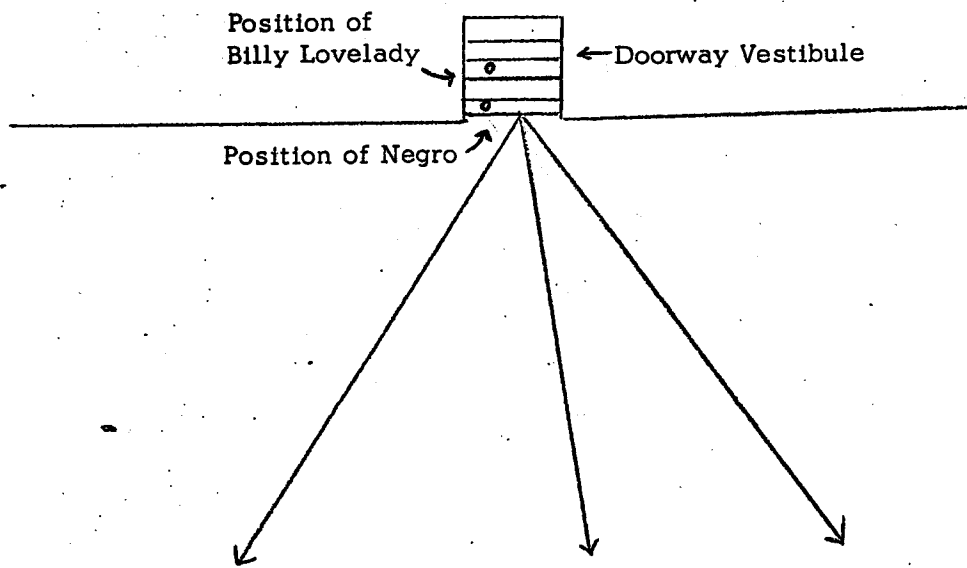 Position of
Billy Lovelady
Doorway Vestibule
Position of Negro